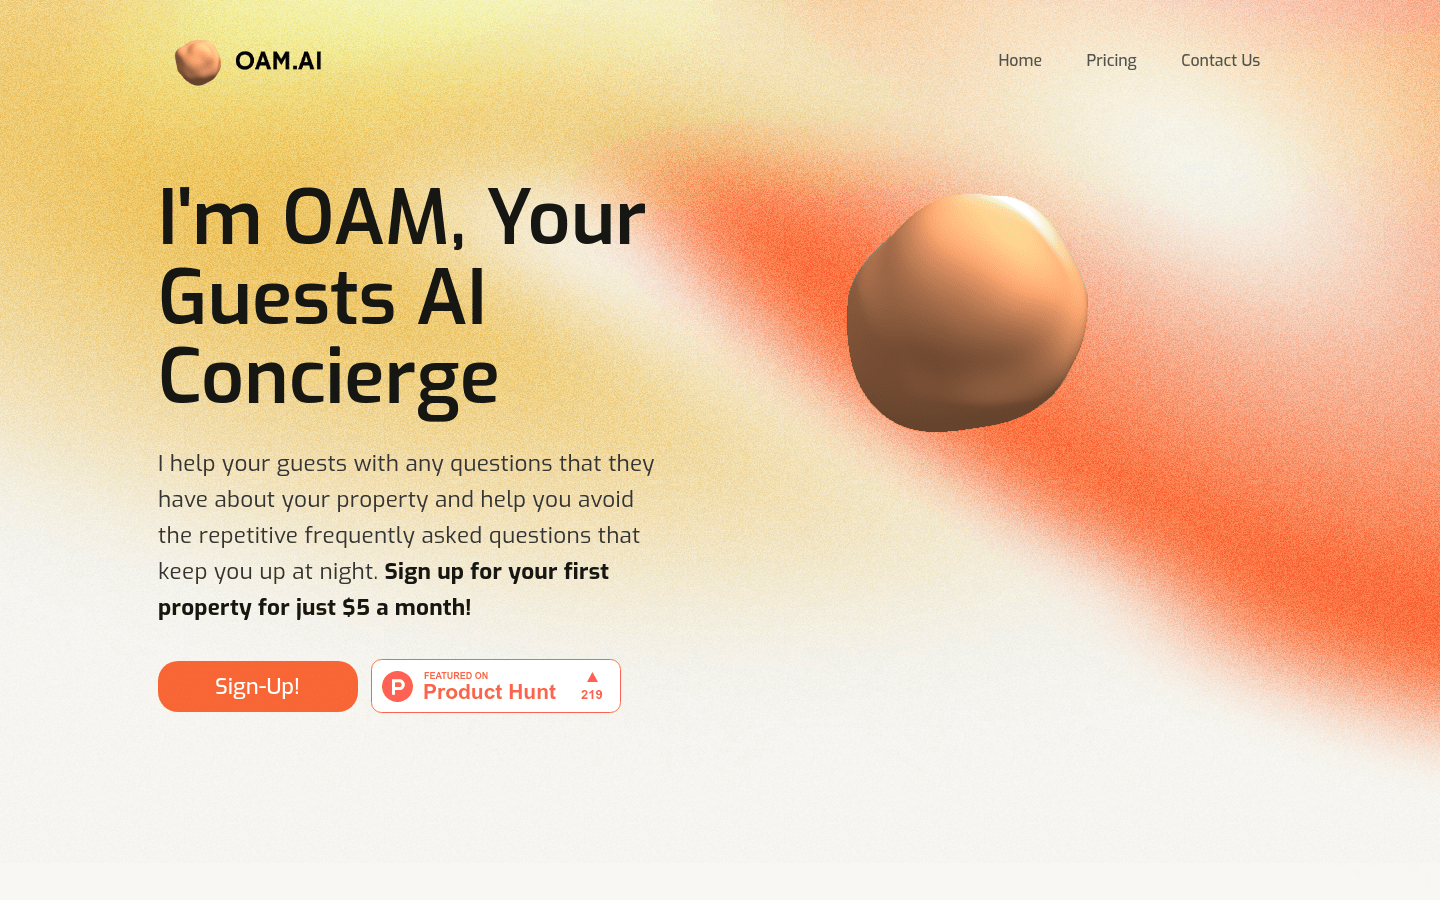 OAM.AI
Home
Pricing
Contact Us
I'm OAM, Your
Guests AI
Concierge
I help your guests with any questions that they
have about your property and help you avoid
the repetitive frequently asked questions that
keep you up at night. Sign up for your first
property for just $5 a month!
Sign-Up!
P
FEATURED ON
Product Hunt
219